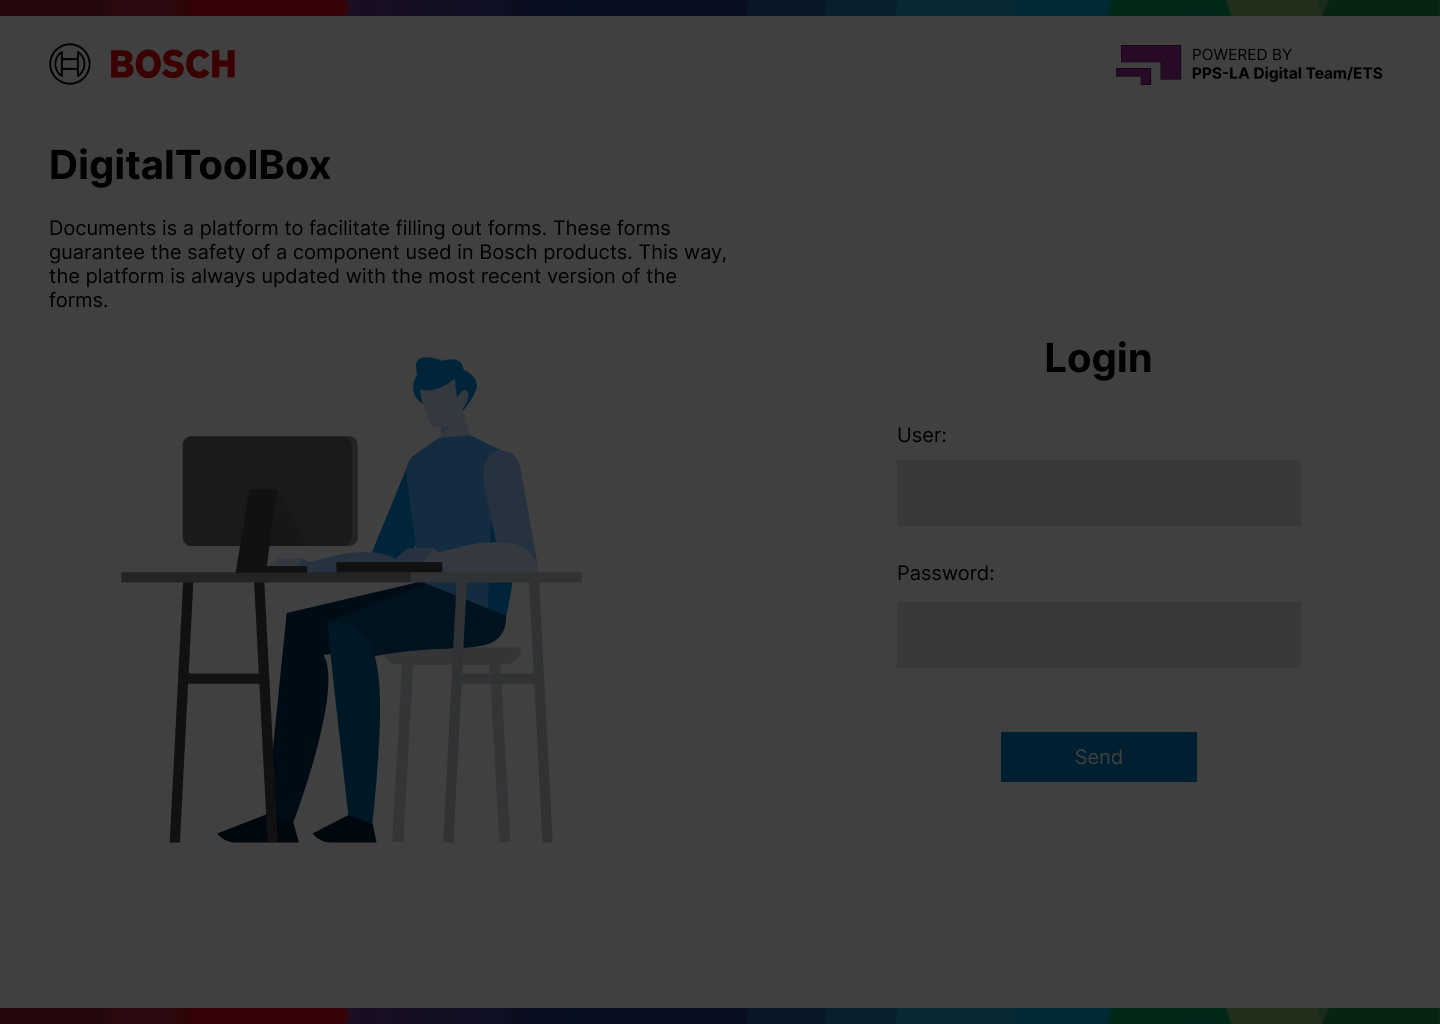 BOSCH
POWERED BY
PPS-LA Digital Team/ETS
DigitalToolBox
Documents is a platform to facilitate filling out forms. These forms
guarantee the safety of a component used in Bosch products. This way,
the platform is always updated with the most recent version of the
forms.
Login
User:
Password:
Send